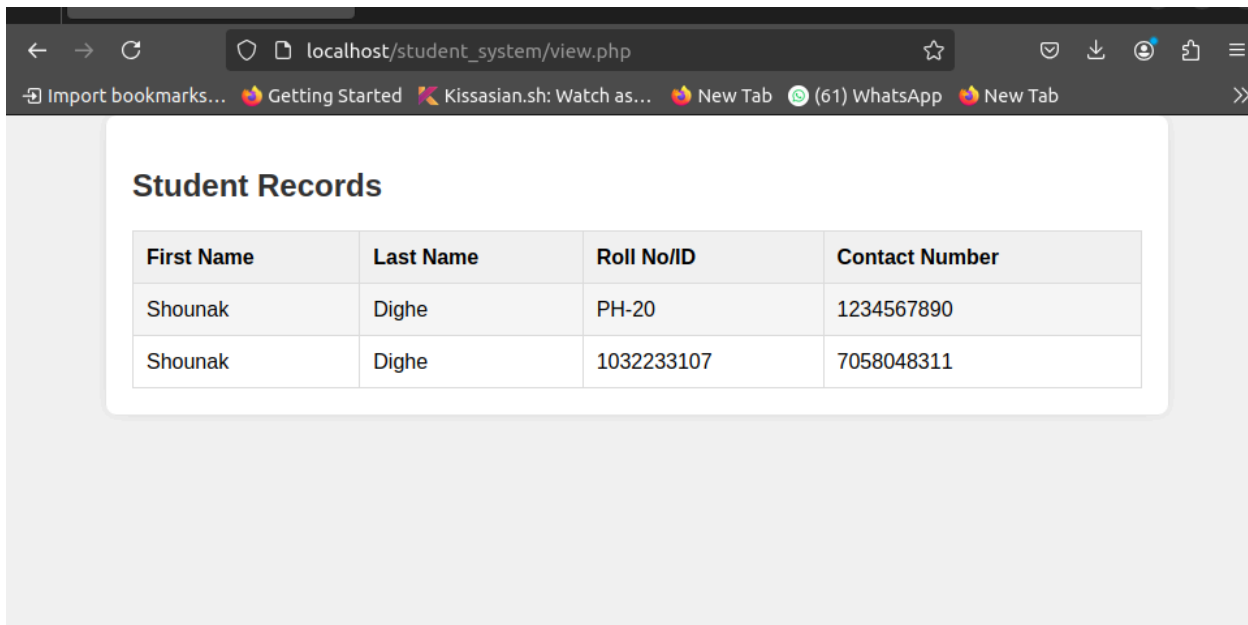 localhost/student_system/view.php
Import bookmarks... Getting Started Kissasian.sh: Watch as... New Tab (61) WhatsApp New Tab
Student Records
First Name Last Name Roll No/ID Contact Number
Shounak Dighe PH-20 1234567890
Shounak Dighe 1032233107 7058048311